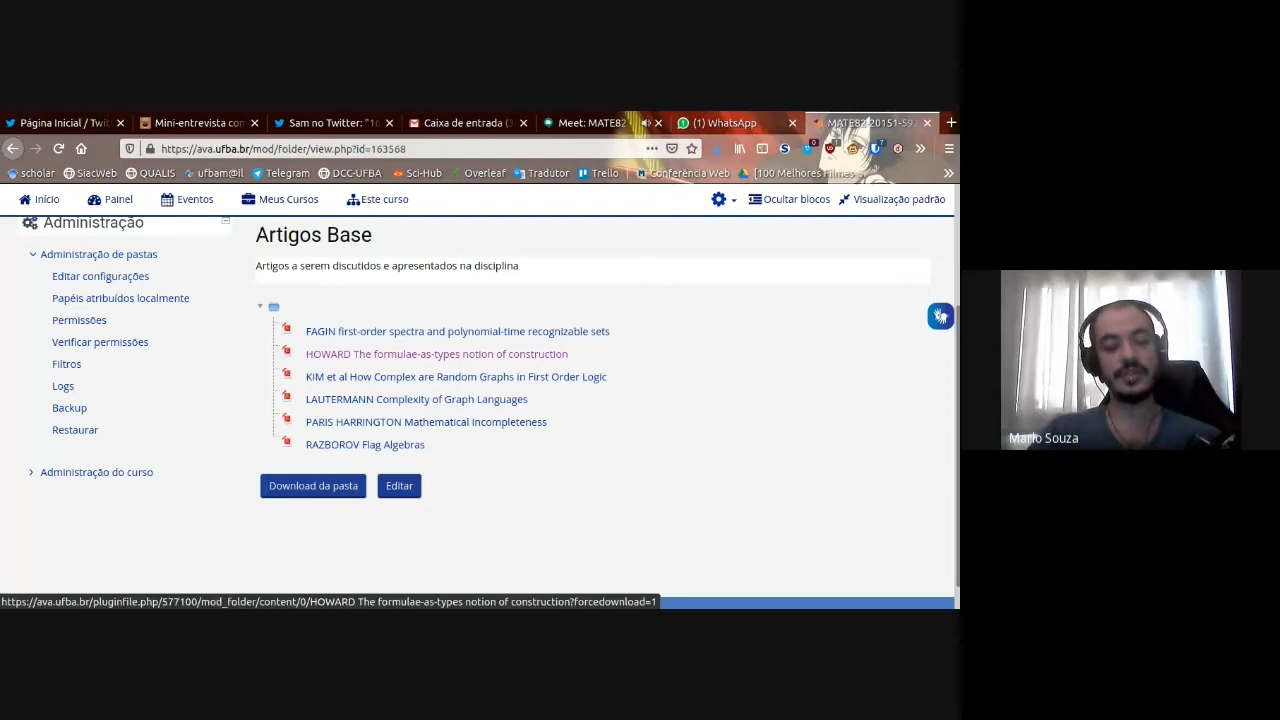 Página Inicial / Twit
Mini-entrevista com
Sam no Twitter: "1
Caixa de entrada (3
Meet: MATE82
(1) WhatsApp
MATE82 20151-59.
https://ava.ufba.br/mod/folder/view.php?id=163568
scholar SiacWeb QUALIS ufbam@il Telegram DCC-UFBA Sci-Hub Overleaf Tradutor Trello Conferência Web [100 Melhores Filmes
Início Painel Eventos Meus Cursos Este curso Ocultar blocos Visualização padrão
Administração
Administração de pastas
Editar configurações
Papéis atribuídos localmente
Permissões
Verificar permissões
Filtros
Logs
Backup
Restaurar
Administração do curso
Artigos Base
Artigos a serem discutidos e apresentados na disciplina
FAGIN first-order spectra and polynomial-time recognizable sets
HOWARD The formulae-as-types notion of construction
KIM et al How Complex are Random Graphs in First Order Logic
LAUTERMANN Complexity of Graph Languages
PARIS HARRINGTON Mathematical Incompleteness
RAZBOROV Flag Algebras
Download da pasta Editar
https://ava.ufba.br/pluginfile.php/577100/mod_folder/content/0/HOWARD The formulae-as-types notion of construction?forcedownload=1
Marlo Souza